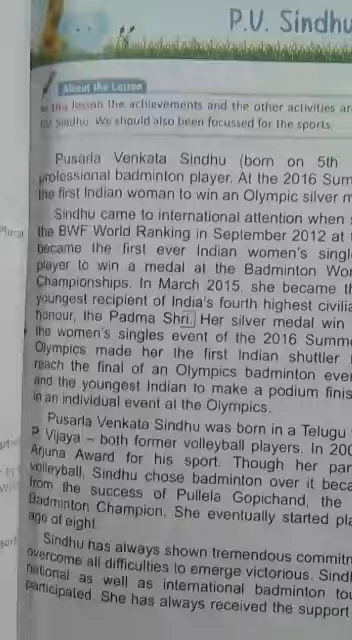 P.V. Sindhu
About the Lesson
In this lesson the achievements and the other activities ar
by Sindhu. We should also been focussed for the sports.
Pusarla Venkata Sindhu (born on 5th
professional badminton player. At the 2016 Sum
the first Indian woman to win an Olympic silver m
Sindhu came to international attention when
the BWF World Ranking in September 2012 at
became the first ever Indian women's singl
player to win a medal at the Badminton Wor
Championships. In March 2015, she became th
youngest recipient of India's fourth highest civilia
honour, the Padma Shri. Her silver medal win
the women's singles event of the 2016 Summ
Olympics made her the first Indian shuttler
reach the final of an Olympics badminton eve
and the youngest Indian to make a podium finis
in an individual event at the Olympics.
Pusarla Venkata Sindhu was born in a Telugu
P Vijaya – both former volleyball players. In 200
Arjuna Award for his sport. Though her par
volleyball, Sindhu chose badminton over it beca
from the success of Pullela Gopichand, the
Badminton Champion. She eventually started pla
age of eight.
Sindhu has always shown tremendous commitm
overcome all difficulties to emerge victorious. Sind
national as well as international badminton tou
participated. She has always received the support